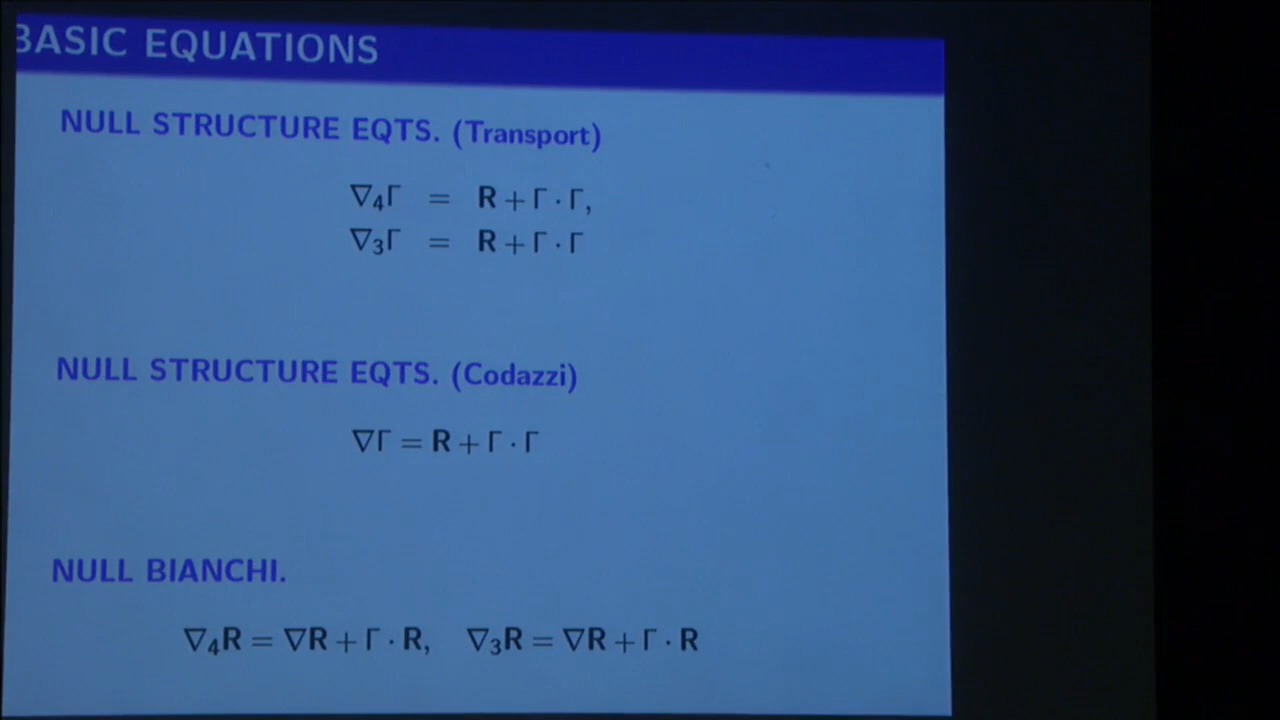 BASIC EQUATIONS
NULL STRUCTURE EQTS. (Transport)
∇₄Γ = R + Γ · Γ,
∇₃Γ = R + Γ · Γ
NULL STRUCTURE EQTS. (Codazzi)
∇Γ = R + Γ · Γ
NULL BIANCHI.
∇₄R = ∇R + Γ · R, ∇₃R = ∇R + Γ · R